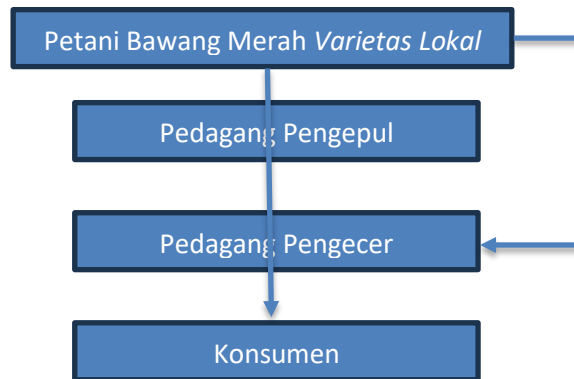 Petani Bawang Merah Varietas Lokal
Pedagang Pengepul
Pedagang Pengecer
Konsumen